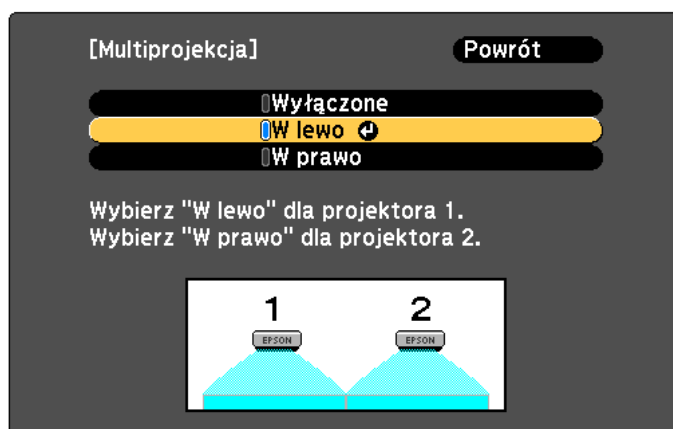 [Multiprojekcja] Powrót
Wyłączone
W lewo
W prawo
Wybierz "W lewo" dla projektora 1.
Wybierz "W prawo" dla projektora 2.
1 2
EPSON EPSON